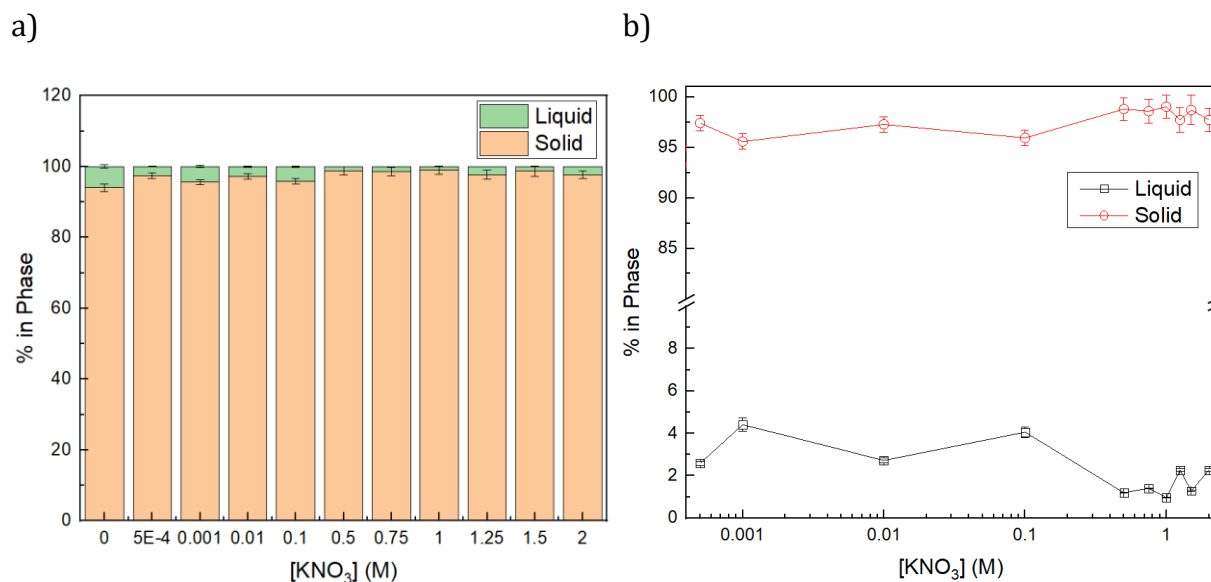 a)
120
100
80
60
40
20
0
% in Phase
Liquid
Solid
0 5E-4 0.001 0.01 0.1 0.5 0.75 1 1.25 1.5 2
[KNO₃] (M)
b)
100
95
90
85
8
6
4
2
0
% in Phase
Liquid
Solid
0.001 0.01 0.1 1
[KNO₃] (M)